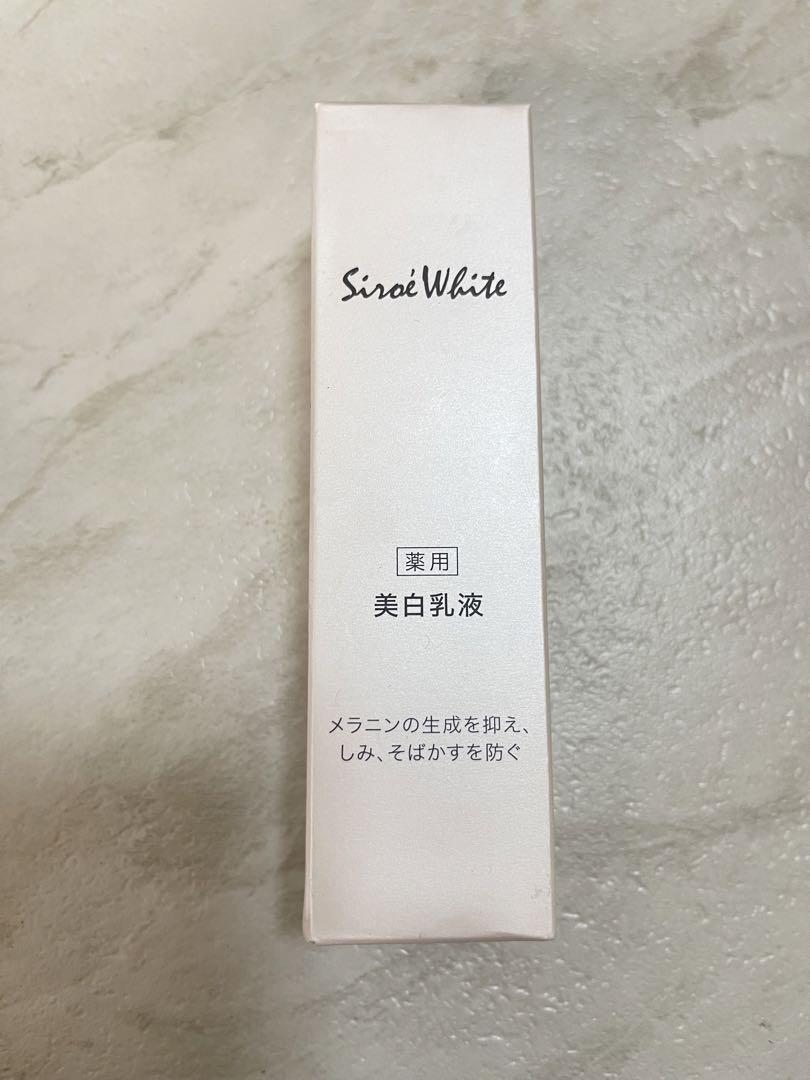 Siroé White
薬用
美白乳液
メラニンの生成を抑え、
しみ、そばかすを防ぐ